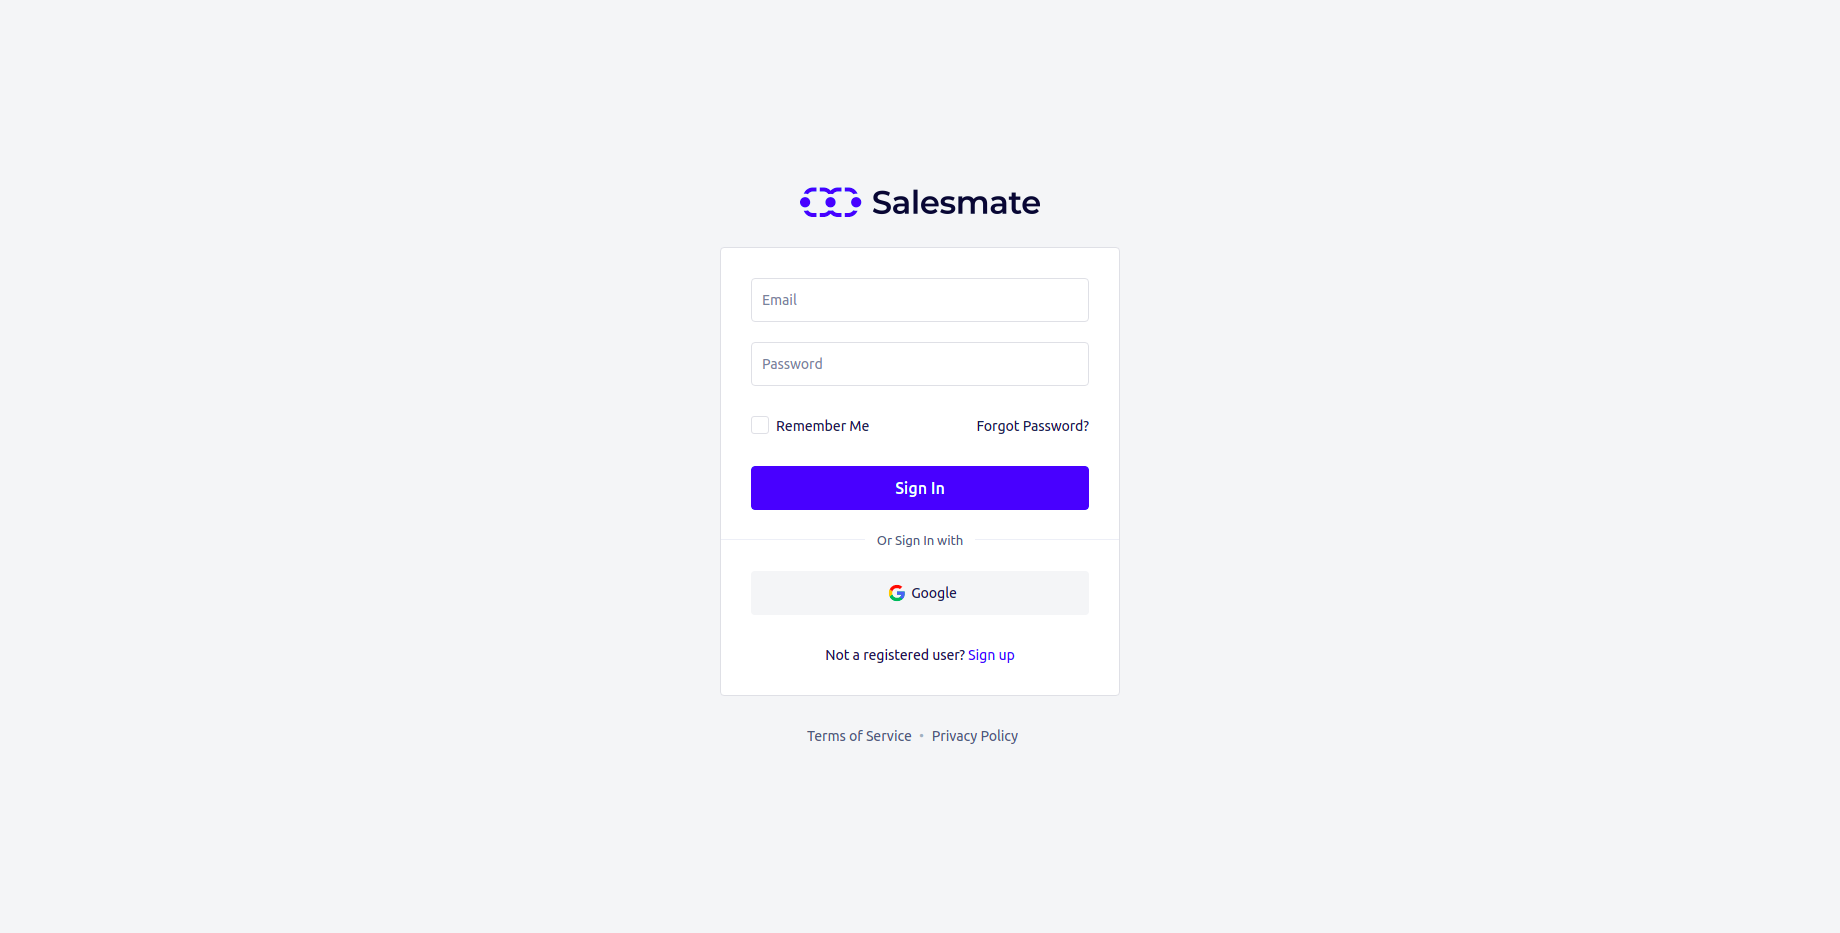 Salesmate
Email
Password
Remember Me
Forgot Password?
Sign In
Or Sign In with
Google
Not a registered user? Sign up
Terms of Service • Privacy Policy